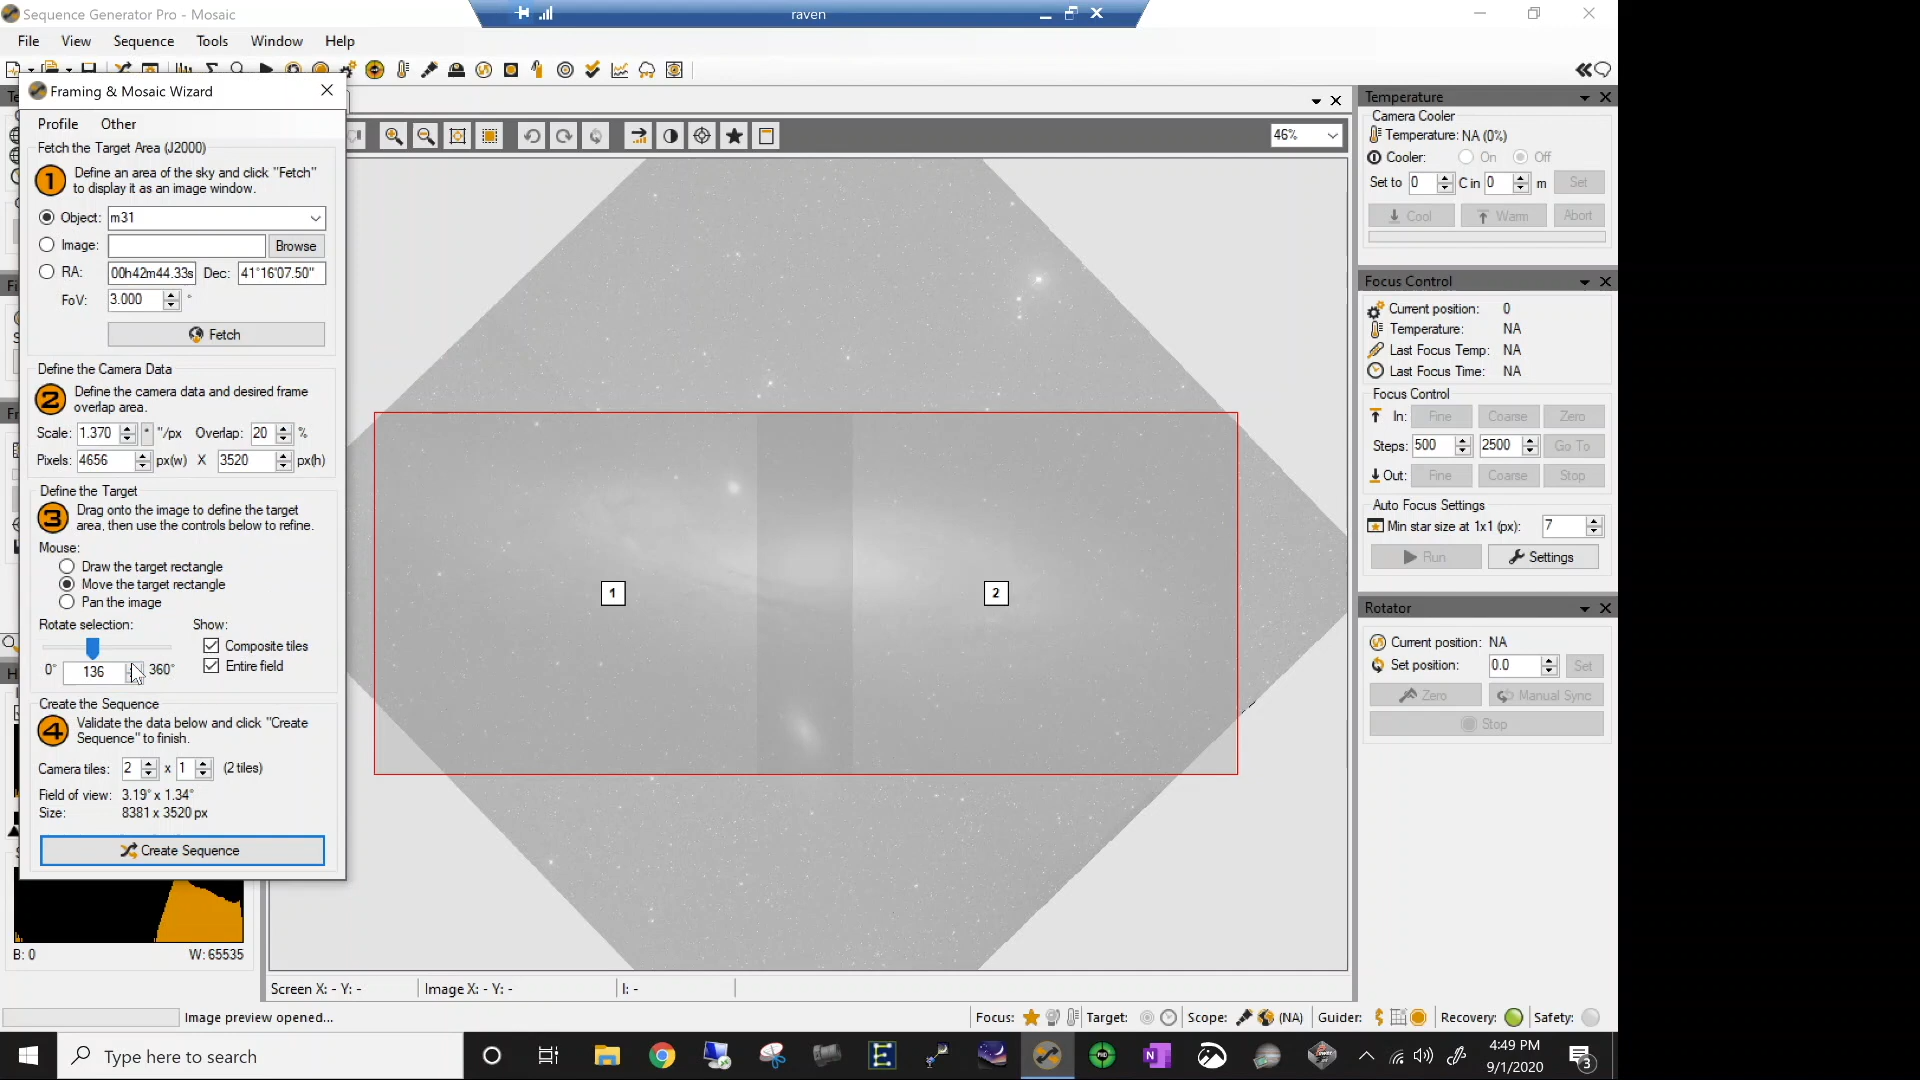 Sequence Generator Pro - Mosaic
raven
File View Sequence Tools Window Help
Framing & Mosaic Wizard
Profile Other
Fetch the Target Area (J2000)
1 Define an area of the sky and click "Fetch"
to display it as an image window.
Object: m31
Image: Browse
RA: 00h42m44.33s Dec: 41°16'07.50"
FoV: 3.000 °
Fetch
Define the Camera Data
2 Define the camera data and desired frame
overlap area.
Scale: 1.370 * "/px Overlap: 20 %
Pixels: 4656 px(w) X 3520 px(h)
Define the Target
3 Drag onto the image to define the target
area, then use the controls below to refine.
Mouse:
Draw the target rectangle
Move the target rectangle
Pan the image
Rotate selection: Show:
Composite tiles
0° 136 360° Entire field
Create the Sequence
4 Validate the data below and click "Create
Sequence" to finish.
Camera tiles: 2 x 1 (2 tiles)
Field of view: 3.19° x 1.34°
Size: 8381 x 3520 px
Create Sequence
B: 0 W: 65535
46%
1 2
Screen X: - Y: - Image X: - Y: - I: -
Temperature
Camera Cooler
Temperature: NA (0%)
Cooler: On Off
Set to 0 C in 0 m Set
Cool Warm Abort
Focus Control
Current position: 0
Temperature: NA
Last Focus Temp: NA
Last Focus Time: NA
Focus Control
In: Fine Coarse Zero
Steps: 500 2500 Go To
Out: Fine Coarse Stop
Auto Focus Settings
Min star size at 1x1 (px): 7
Run Settings
Rotator
Current position: NA
Set position: 0.0 Set
Zero Manual Sync
Stop
Image preview opened... Focus: Target: Scope: (NA) Guider: Recovery: Safety:
Type here to search
4:49 PM
9/1/2020
3